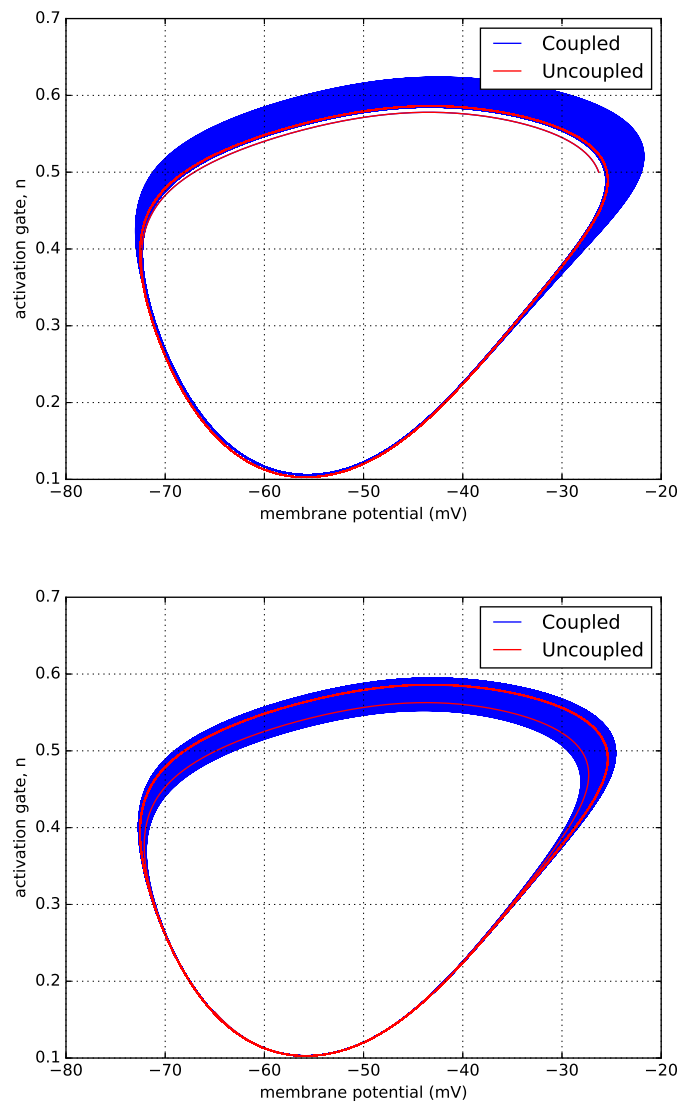 0.7
0.6
0.5
0.4
0.3
0.2
0.1
activation gate, n
Coupled
Uncoupled
−80 −70 −60 −50 −40 −30 −20
membrane potential (mV)
0.7
0.6
0.5
0.4
0.3
0.2
0.1
activation gate, n
Coupled
Uncoupled
−80 −70 −60 −50 −40 −30 −20
membrane potential (mV)